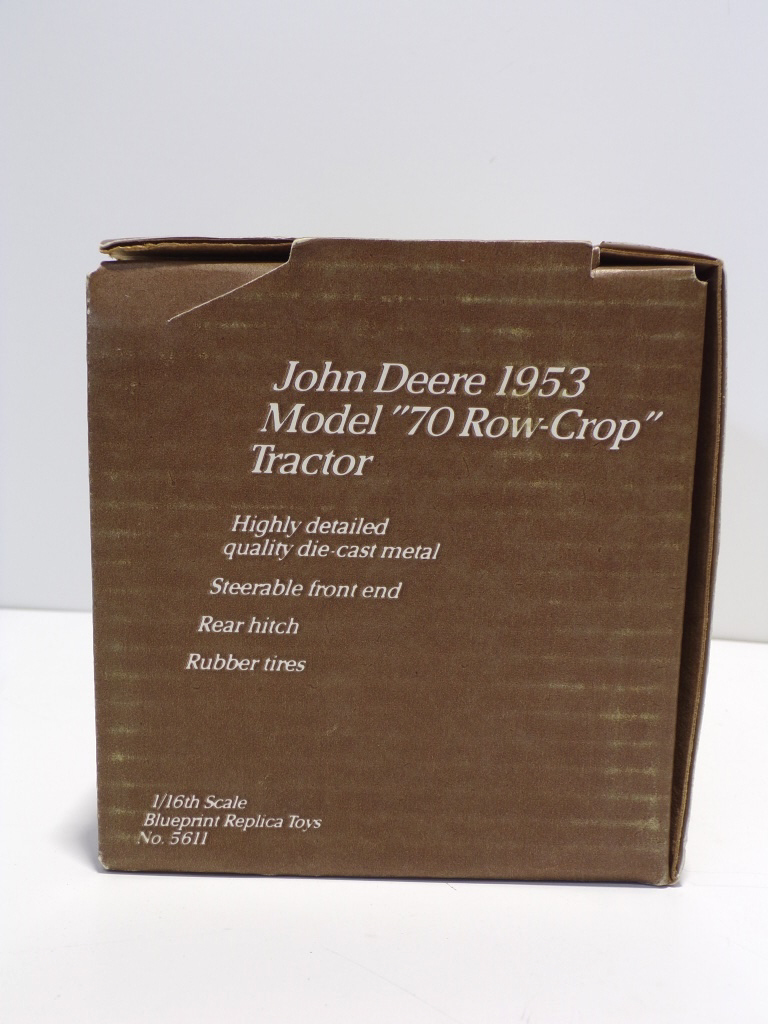 John Deere 1953
Model "70 Row-Crop"
Tractor
Highly detailed
quality die-cast metal
Steerable front end
Rear hitch
Rubber tires
1/16th Scale
Blueprint Replica Toys
No. 5611